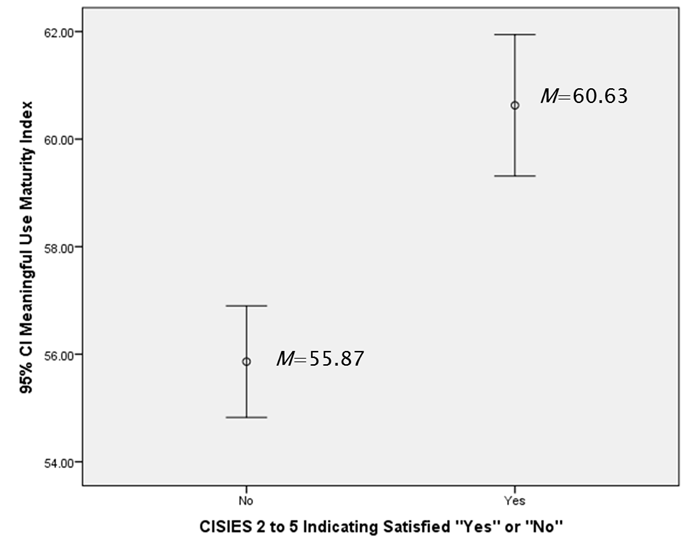 95% CI Meaningful Use Maturity Index
62.00
60.00
58.00
56.00
54.00
M=60.63
M=55.87
No
Yes
CISIES 2 to 5 Indicating Satisfied "Yes" or "No"